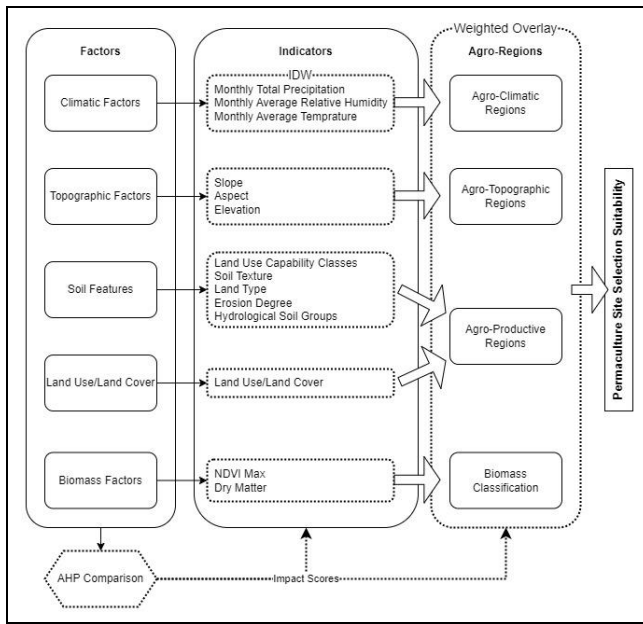 Weighted Overlay
Factors
Indicators
Agro-Regions
Climatic Factors
IDW
Monthly Total Precipitation
Monthly Average Relative Humidity
Monthly Average Temprature
Agro-Climatic
Regions
Topographic Factors
Slope
Aspect
Elevation
Agro-Topographic
Regions
Soil Features
Land Use Capability Classes
Soil Texture
Land Type
Erosion Degree
Hydrological Soil Groups
Agro-Productive
Regions
Land Use/Land Cover
Land Use/Land Cover
Biomass Factors
NDVI Max
Dry Matter
Biomass
Classification
Permaculture Site Selection Suitability
AHP Comparison
Impact Scores